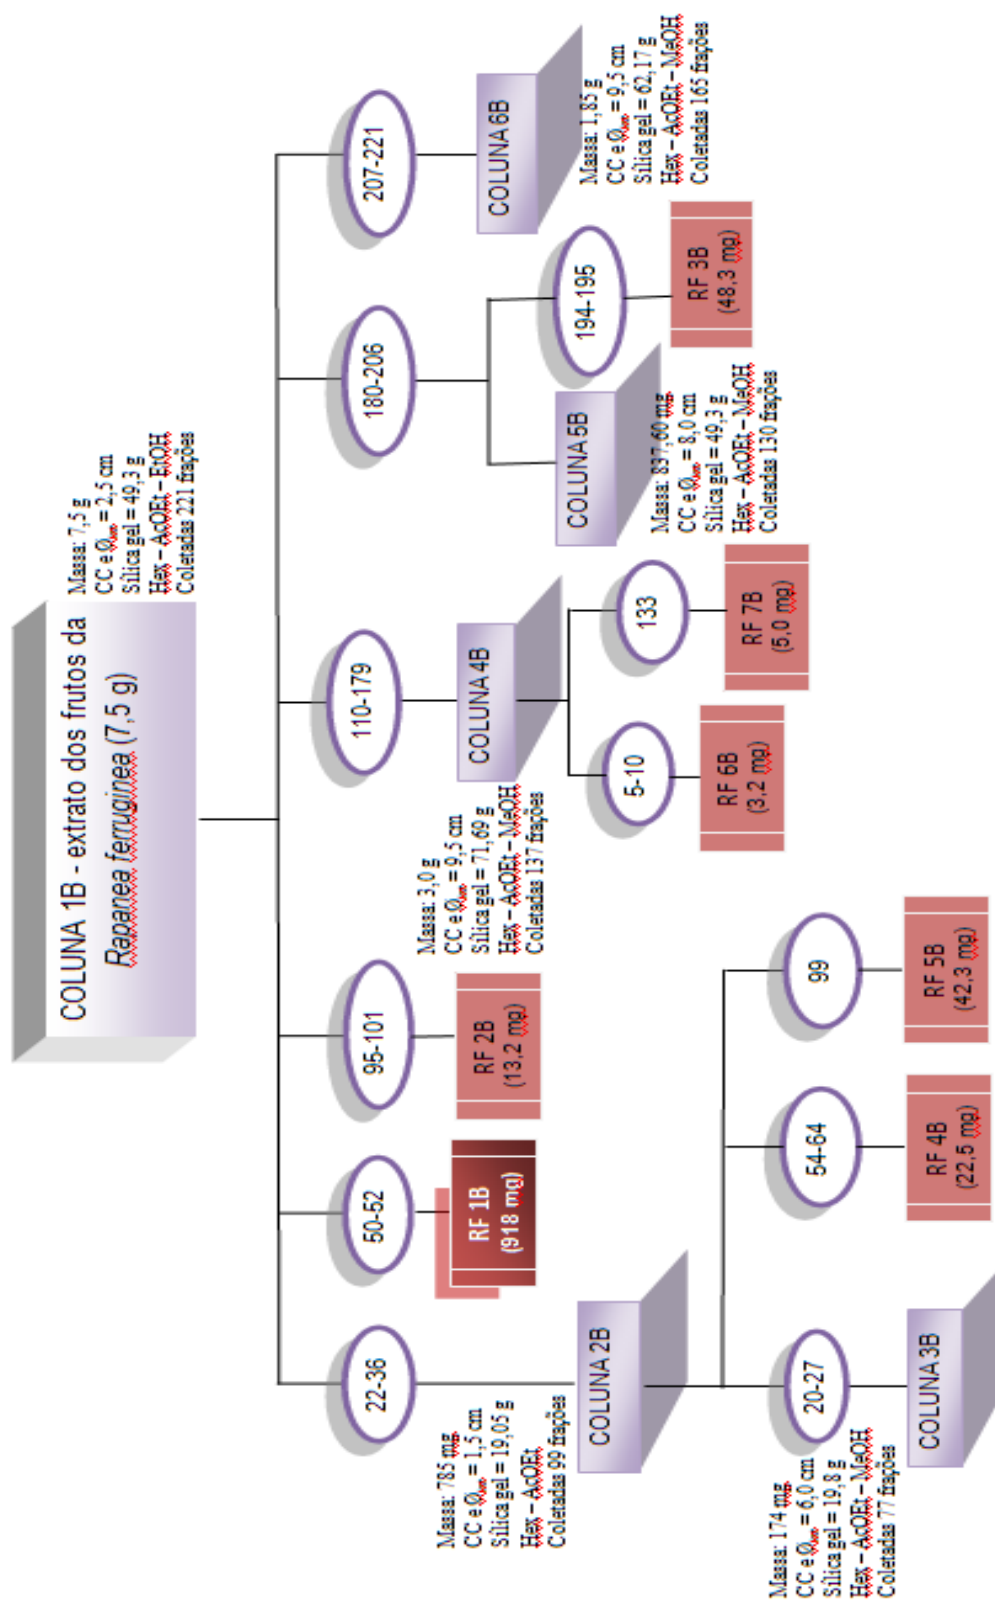 COLUNA 1B - extrato dos frutos da
Rapanea ferruginea (7,5 g)
Massa: 7,5 g
CC e Ø = 2,5 cm
Sílica gel = 49,3 g
Hex – AcOEt – EtOH
Coletadas 221 frações
22-36
50-52
95-101
110-179
180-206
207-221
Massa: 785 mg
CC e Ø = 1,5 cm
Sílica gel = 19,05 g
Hex – AcOEt
Coletadas 99 frações
COLUNA 2B
RF 1B
(918 mg)
RF 2B
(13,2 mg)
Massa: 3,0 g
CC e Ø = 9,5 cm
Sílica gel = 71,69 g
Hex – AcOEt – MeOH
Coletadas 137 frações
COLUNA 4B
5-10
133
RF 6B
(3,2 mg)
RF 7B
(5,0 mg)
COLUNA 5B
Massa: 837,60 mg
CC e Ø = 8,0 cm
Sílica gel = 49,3 g
Hex – AcOEt – MeOH
Coletadas 130 frações
194-195
RF 3B
(48,3 mg)
COLUNA 6B
Massa: 1,85 g
CC e Ø = 9,5 cm
Sílica gel = 62,17 g
Hex – AcOEt – MeOH
Coletadas 165 frações
20-27
54-64
99
Massa: 174 mg
CC e Ø = 6,0 cm
Sílica gel = 19,8 g
Hex – AcOEt – MeOH
Coletadas 77 frações
COLUNA 3B
RF 4B
(22,5 mg)
RF 5B
(42,3 mg)